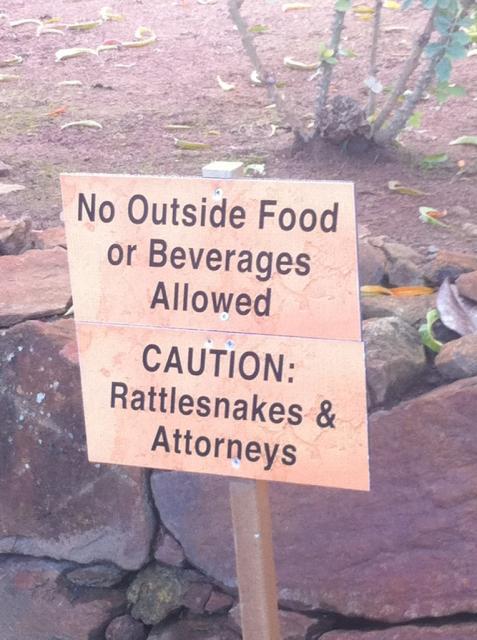 No Outside Food
or Beverages
Allowed
CAUTION:
Rattlesnakes &
Attorneys